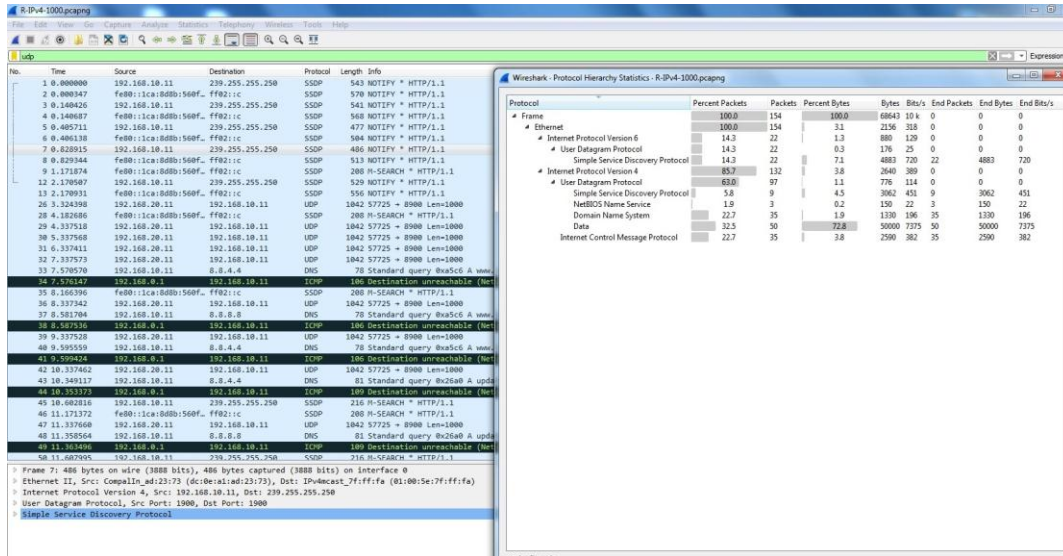 R-IPv4-1000.pcapng
File Edit View Go Capture Analyze Statistics Telephony Wireless Tools Help
udp
Expression
No. Time Source Destination Protocol Length Info
1 0.000000 192.168.10.11 239.255.255.250 SSDP 543 NOTIFY * HTTP/1.1
2 0.000347 fe80::1ca:8d8b:560f… ff02::c SSDP 570 NOTIFY * HTTP/1.1
3 0.140426 192.168.10.11 239.255.255.250 SSDP 541 NOTIFY * HTTP/1.1
4 0.140687 fe80::1ca:8d8b:560f… ff02::c SSDP 568 NOTIFY * HTTP/1.1
5 0.405711 192.168.10.11 239.255.255.250 SSDP 477 NOTIFY * HTTP/1.1
6 0.406138 fe80::1ca:8d8b:560f… ff02::c SSDP 504 NOTIFY * HTTP/1.1
7 0.828915 192.168.10.11 239.255.255.250 SSDP 486 NOTIFY * HTTP/1.1
8 0.829344 fe80::1ca:8d8b:560f… ff02::c SSDP 513 NOTIFY * HTTP/1.1
9 1.171874 fe80::1ca:8d8b:560f… ff02::c SSDP 208 M-SEARCH * HTTP/1.1
12 2.170507 192.168.10.11 239.255.255.250 SSDP 529 NOTIFY * HTTP/1.1
13 2.170931 fe80::1ca:8d8b:560f… ff02::c SSDP 556 NOTIFY * HTTP/1.1
26 3.324398 192.168.20.11 192.168.10.11 UDP 1042 57725 → 8900 Len=1000
28 4.182686 fe80::1ca:8d8b:560f… ff02::c SSDP 208 M-SEARCH * HTTP/1.1
29 4.337518 192.168.20.11 192.168.10.11 UDP 1042 57725 → 8900 Len=1000
30 5.337568 192.168.20.11 192.168.10.11 UDP 1042 57725 → 8900 Len=1000
31 6.337411 192.168.20.11 192.168.10.11 UDP 1042 57725 → 8900 Len=1000
32 7.337573 192.168.20.11 192.168.10.11 UDP 1042 57725 → 8900 Len=1000
33 7.570570 192.168.10.11 8.8.4.4 DNS 78 Standard query 0xa5c6 A www.
34 7.576147 192.168.0.1 192.168.10.11 ICMP 106 Destination unreachable (Net
35 8.166396 fe80::1ca:8d8b:560f… ff02::c SSDP 208 M-SEARCH * HTTP/1.1
36 8.337342 192.168.20.11 192.168.10.11 UDP 1042 57725 → 8900 Len=1000
37 8.581704 192.168.10.11 8.8.8.8 DNS 78 Standard query 0xa5c6 A www.
38 8.587536 192.168.0.1 192.168.10.11 ICMP 106 Destination unreachable (Net
39 9.337528 192.168.20.11 192.168.10.11 UDP 1042 57725 → 8900 Len=1000
40 9.595559 192.168.10.11 8.8.4.4 DNS 78 Standard query 0xa5c6 A www.
41 9.599424 192.168.0.1 192.168.10.11 ICMP 106 Destination unreachable (Net
42 10.337462 192.168.20.11 192.168.10.11 UDP 1042 57725 → 8900 Len=1000
43 10.349117 192.168.10.11 8.8.4.4 DNS 81 Standard query 0x26a0 A upda
44 10.353373 192.168.0.1 192.168.10.11 ICMP 109 Destination unreachable (Net
45 10.602816 192.168.10.11 239.255.255.250 SSDP 216 M-SEARCH * HTTP/1.1
46 11.171372 fe80::1ca:8d8b:560f… ff02::c SSDP 208 M-SEARCH * HTTP/1.1
47 11.337660 192.168.20.11 192.168.10.11 UDP 1042 57725 → 8900 Len=1000
48 11.358564 192.168.10.11 8.8.8.8 DNS 81 Standard query 0x26a0 A upda
49 11.363496 192.168.0.1 192.168.10.11 ICMP 109 Destination unreachable (Net
50 11.607995 192.168.10.11 239.255.255.250 SSDP 216 M-SEARCH * HTTP/1.1
Frame 7: 486 bytes on wire (3888 bits), 486 bytes captured (3888 bits) on interface 0
Ethernet II, Src: CompalIn_ad:23:73 (dc:0e:a1:ad:23:73), Dst: IPv4mcast_7f:ff:fa (01:00:5e:7f:ff:fa)
Internet Protocol Version 4, Src: 192.168.10.11, Dst: 239.255.255.250
User Datagram Protocol, Src Port: 1900, Dst Port: 1900
Simple Service Discovery Protocol
Wireshark · Protocol Hierarchy Statistics · R-IPv4-1000.pcapng
Protocol Percent Packets Packets Percent Bytes Bytes Bits/s End Packets End Bytes End Bits/s
Frame 100.0 154 100.0 68643 10 k 0 0 0
Ethernet 100.0 154 3.1 2156 318 0 0 0
Internet Protocol Version 6 14.3 22 1.3 880 129 0 0 0
User Datagram Protocol 14.3 22 0.3 176 25 0 0 0
Simple Service Discovery Protocol 14.3 22 7.1 4883 720 22 4883 720
Internet Protocol Version 4 85.7 132 3.8 2640 389 0 0 0
User Datagram Protocol 63.0 97 1.1 776 114 0 0 0
Simple Service Discovery Protocol 5.8 9 4.5 3062 451 9 3062 451
NetBIOS Name Service 1.9 3 0.2 150 22 3 150 22
Domain Name System 22.7 35 1.9 1330 196 35 1330 196
Data 32.5 50 72.8 50000 7375 50 50000 7375
Internet Control Message Protocol 22.7 35 3.8 2590 382 35 2590 382